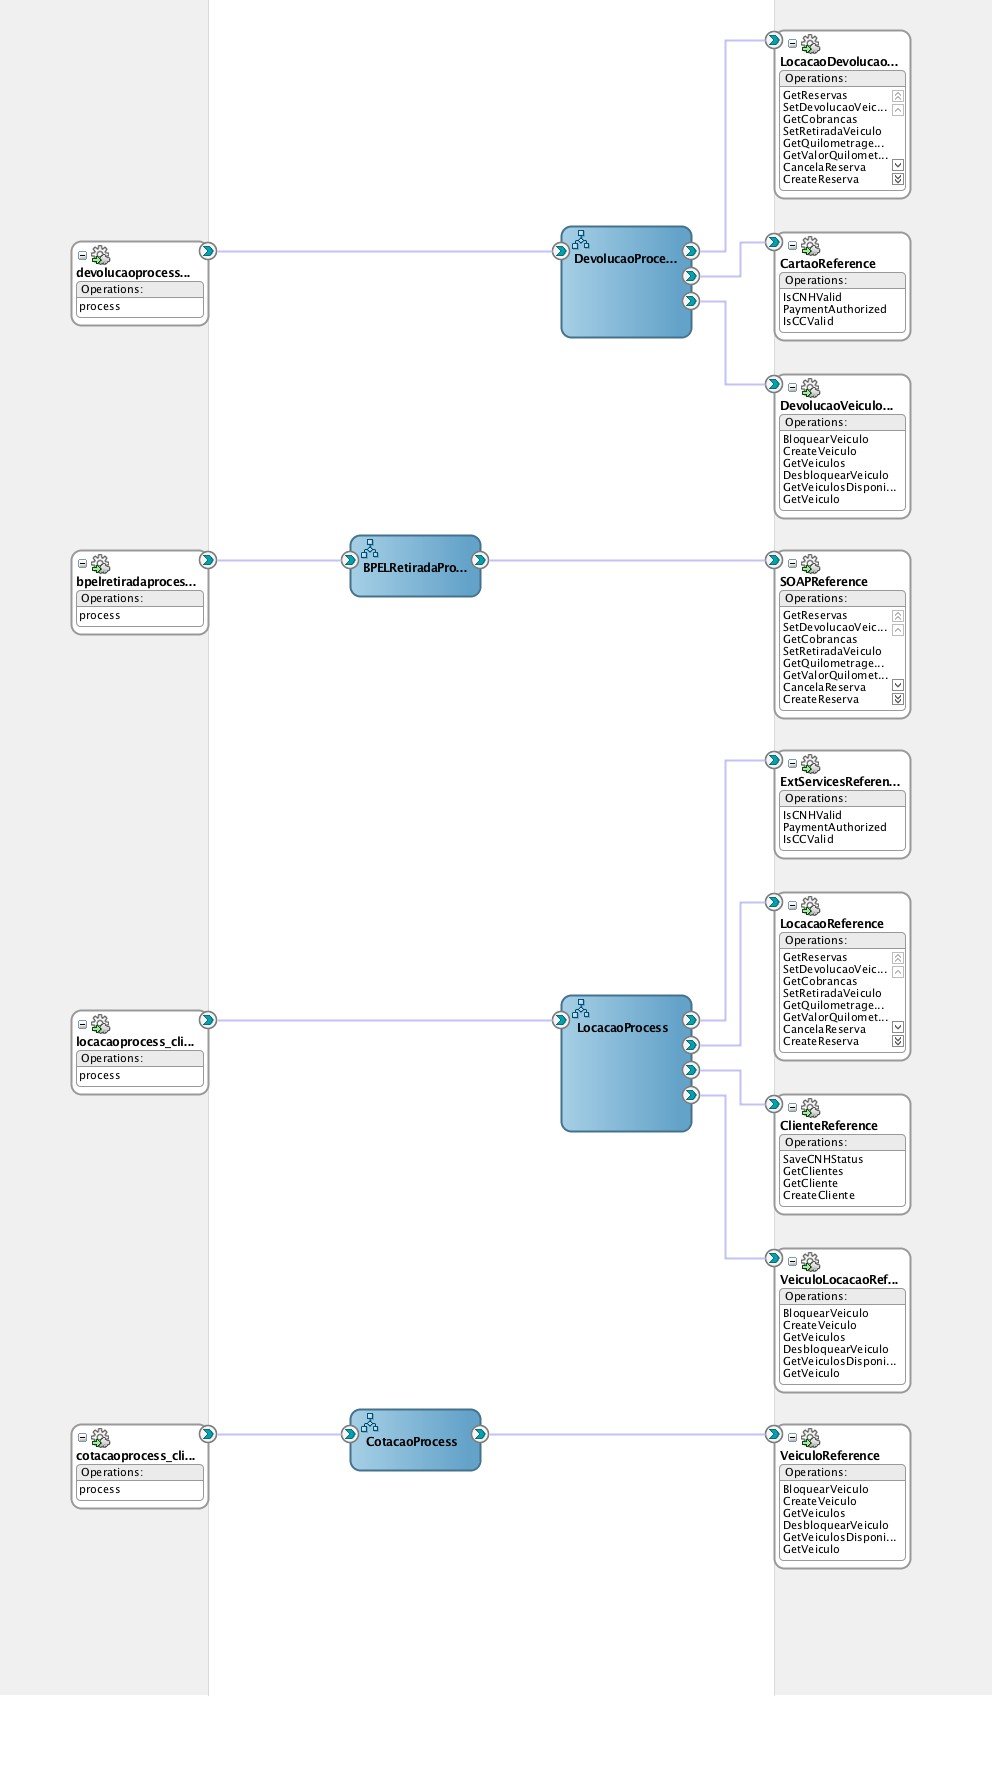 LocacaoDevolucao...
Operations:
GetReservas
SetDevolucaoVeic...
GetCobrancas
SetRetiradaVeiculo
GetQuilometrage...
GetValorQuilomet...
CancelaReserva
CreateReserva
devolucaoprocess...
Operations:
process
DevolucaoProce...
CartaoReference
Operations:
IsCNHValid
PaymentAuthorized
IsCCValid
DevolucaoVeiculo...
Operations:
BloquearVeiculo
CreateVeiculo
GetVeiculos
DesbloquearVeiculo
GetVeiculosDisponi...
GetVeiculo
bpelretiradaproces...
Operations:
process
BPELRetiradaPro...
SOAPReference
Operations:
GetReservas
SetDevolucaoVeic...
GetCobrancas
SetRetiradaVeiculo
GetQuilometrage...
GetValorQuilomet...
CancelaReserva
CreateReserva
ExtServicesReferen...
Operations:
IsCNHValid
PaymentAuthorized
IsCCValid
LocacaoReference
Operations:
GetReservas
SetDevolucaoVeic...
GetCobrancas
SetRetiradaVeiculo
GetQuilometrage...
GetValorQuilomet...
CancelaReserva
CreateReserva
locacaoprocess_cli...
Operations:
process
LocacaoProcess
ClienteReference
Operations:
SaveCNHStatus
GetClientes
GetCliente
CreateCliente
VeiculoLocacaoRef...
Operations:
BloquearVeiculo
CreateVeiculo
GetVeiculos
DesbloquearVeiculo
GetVeiculosDisponi...
GetVeiculo
cotacaoprocess_cli...
Operations:
process
CotacaoProcess
VeiculoReference
Operations:
BloquearVeiculo
CreateVeiculo
GetVeiculos
DesbloquearVeiculo
GetVeiculosDisponi...
GetVeiculo